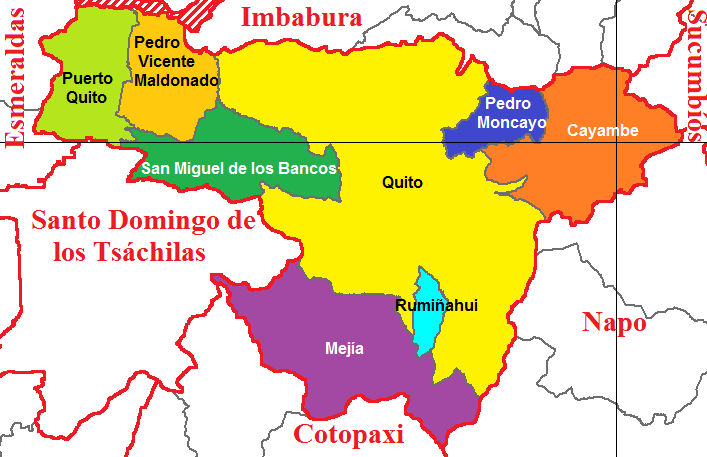 Imbabura
Esmeraldas
Sucumbíos
Pedro
Vicente
Maldonado
Puerto
Quito
Pedro
Moncayo
Cayambe
San Miguel de los Bancos
Quito
Santo Domingo de
los Tsáchilas
Rumiñahui
Napo
Mejía
Cotopaxi